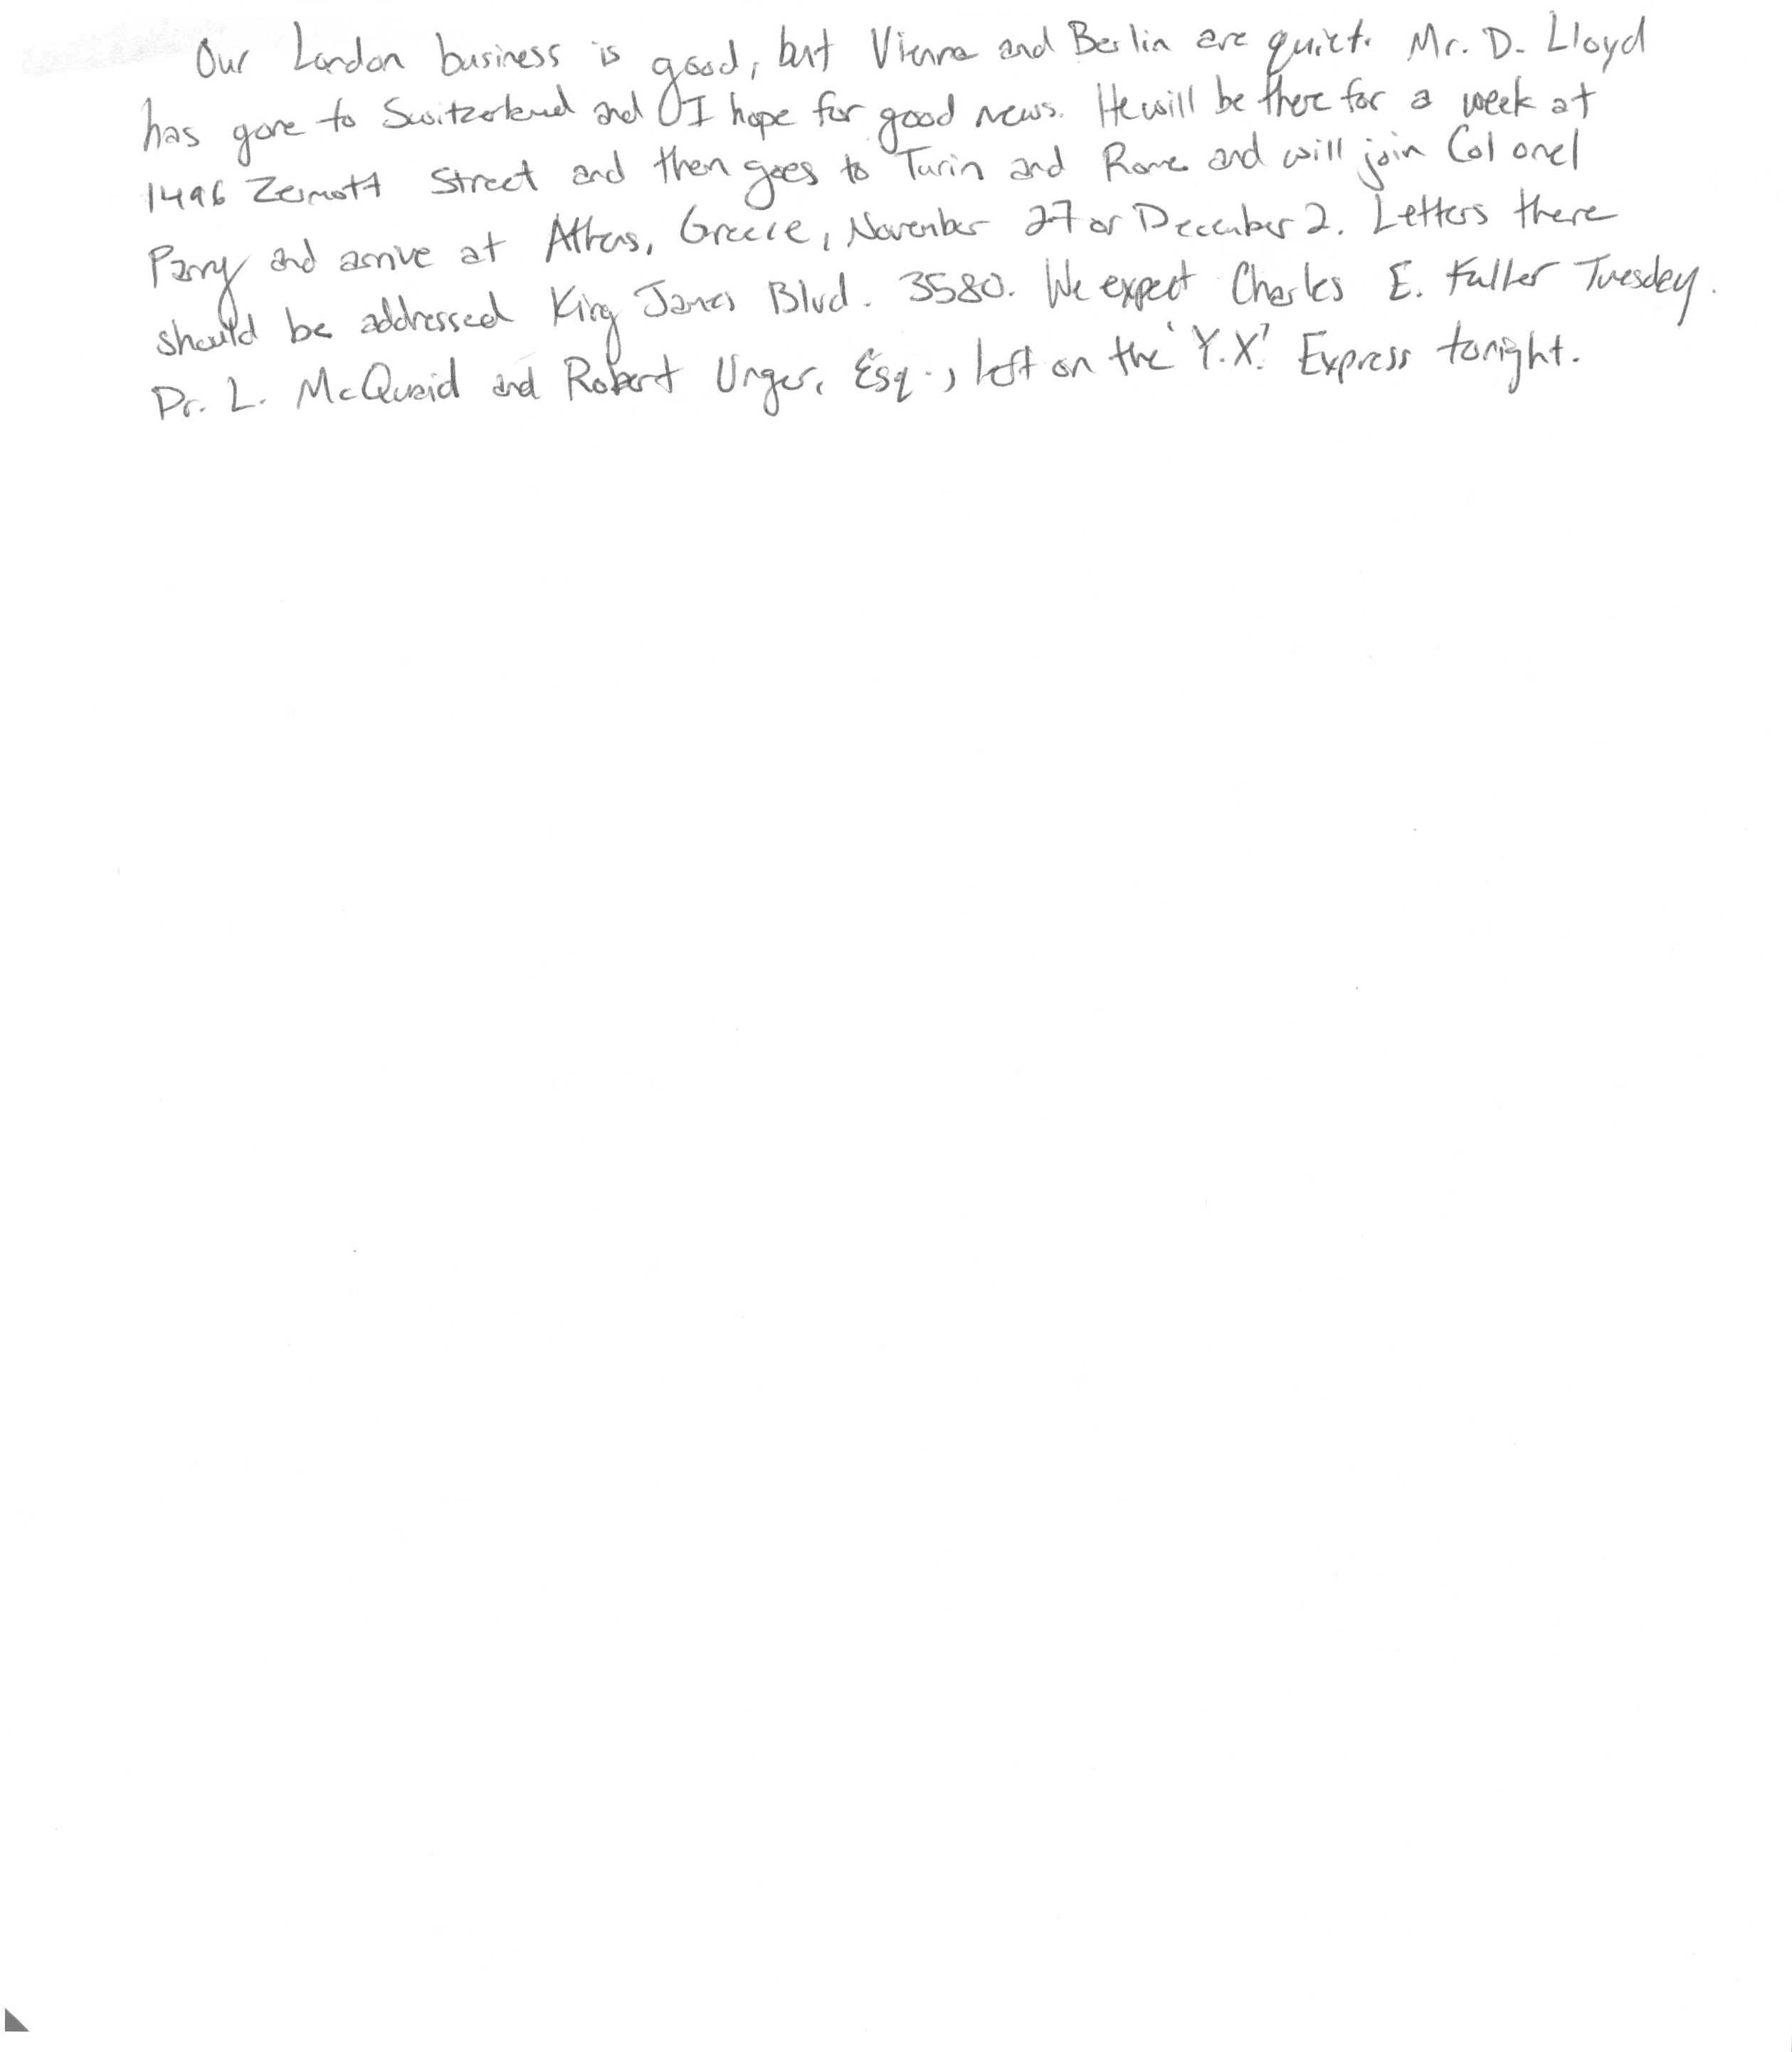 Our London business is good, but Vienna and Berlin are quiet. Mr. D. Lloyd
has gone to Switzerland and I hope for good news. He will be there for a week at
1496 Zermott Street and then goes to Turin and Rome and will join Colonel
Parry and arrive at Athens, Greece, November 27 or December 2. Letters there
should be addressed King James Blvd. 3580. We expect Charles E. Fuller Tuesday.
Dr. L. McQuaid and Robert Unger, Esq., left on the 'Y.X.' Express tonight.